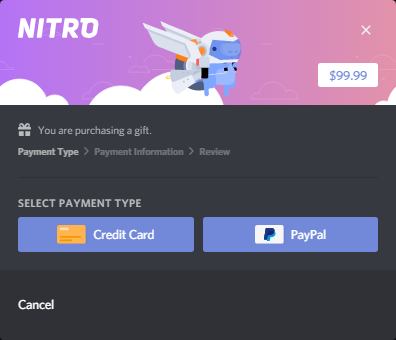 NITRO
$99.99
You are purchasing a gift.
Payment Type > Payment Information > Review
SELECT PAYMENT TYPE
Credit Card
PayPal
Cancel